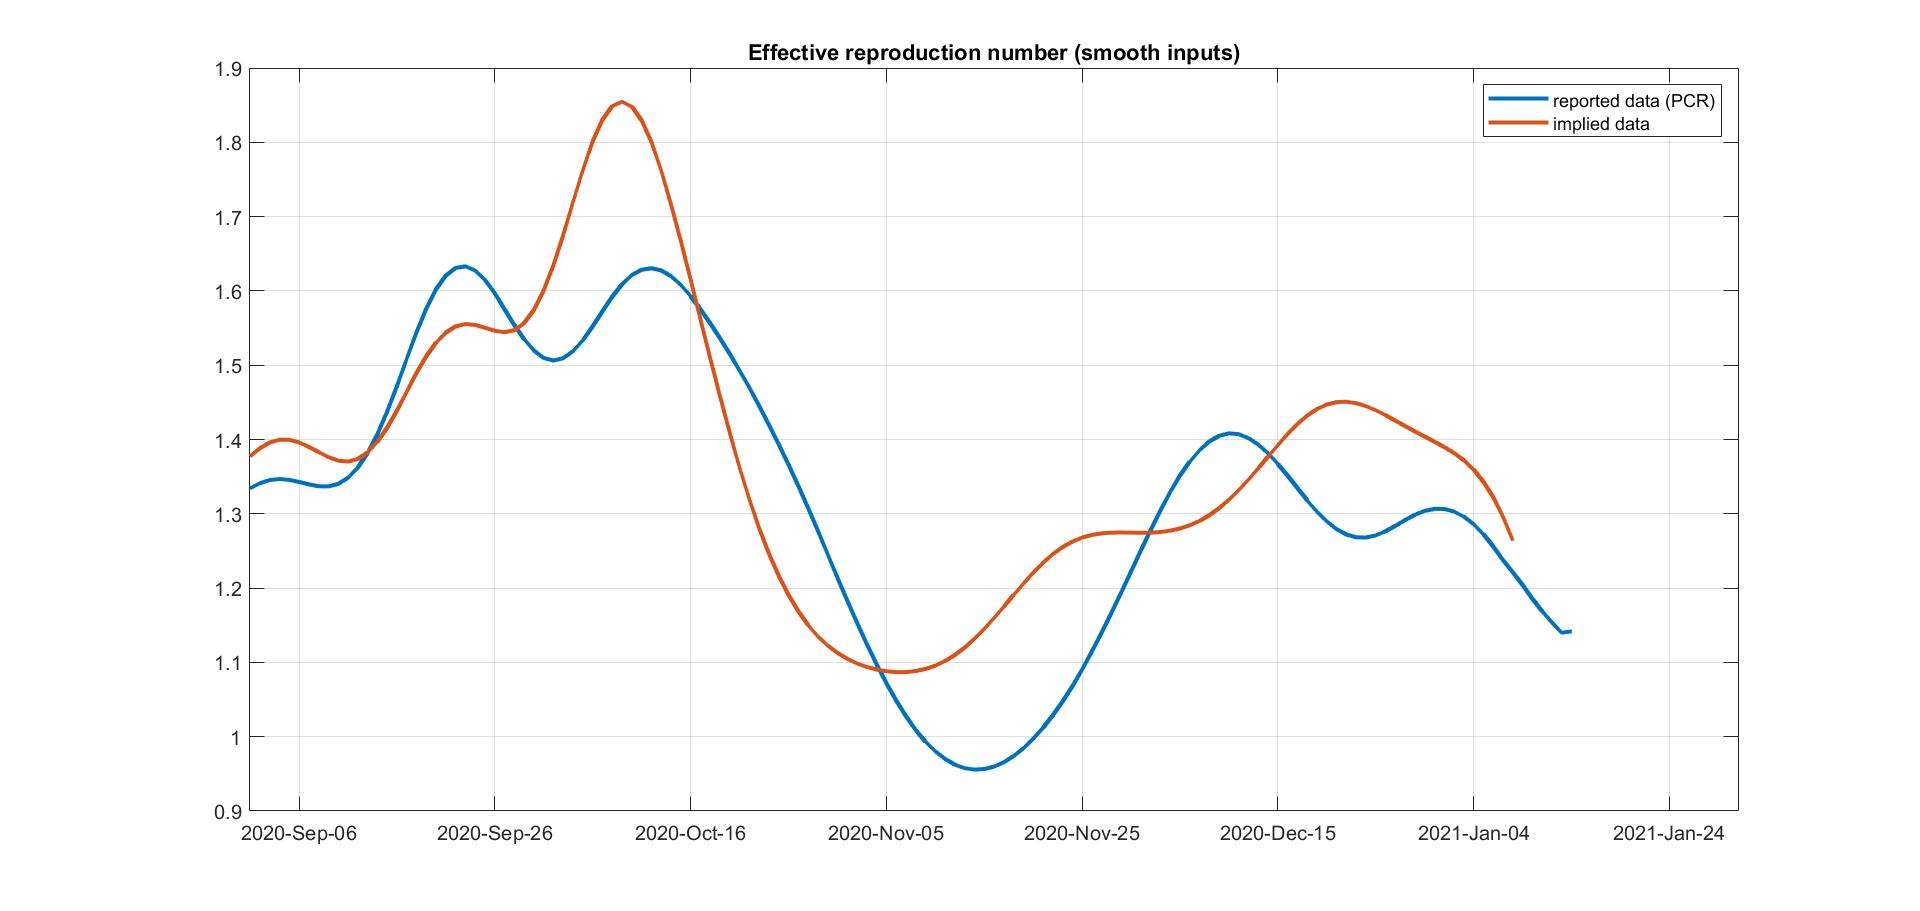 Effective reproduction number (smooth inputs)
reported data (PCR)
implied data
1.9
1.8
1.7
1.6
1.5
1.4
1.3
1.2
1.1
1
0.9
2020-Sep-06 2020-Sep-26 2020-Oct-16 2020-Nov-05 2020-Nov-25 2020-Dec-15 2021-Jan-04 2021-Jan-24